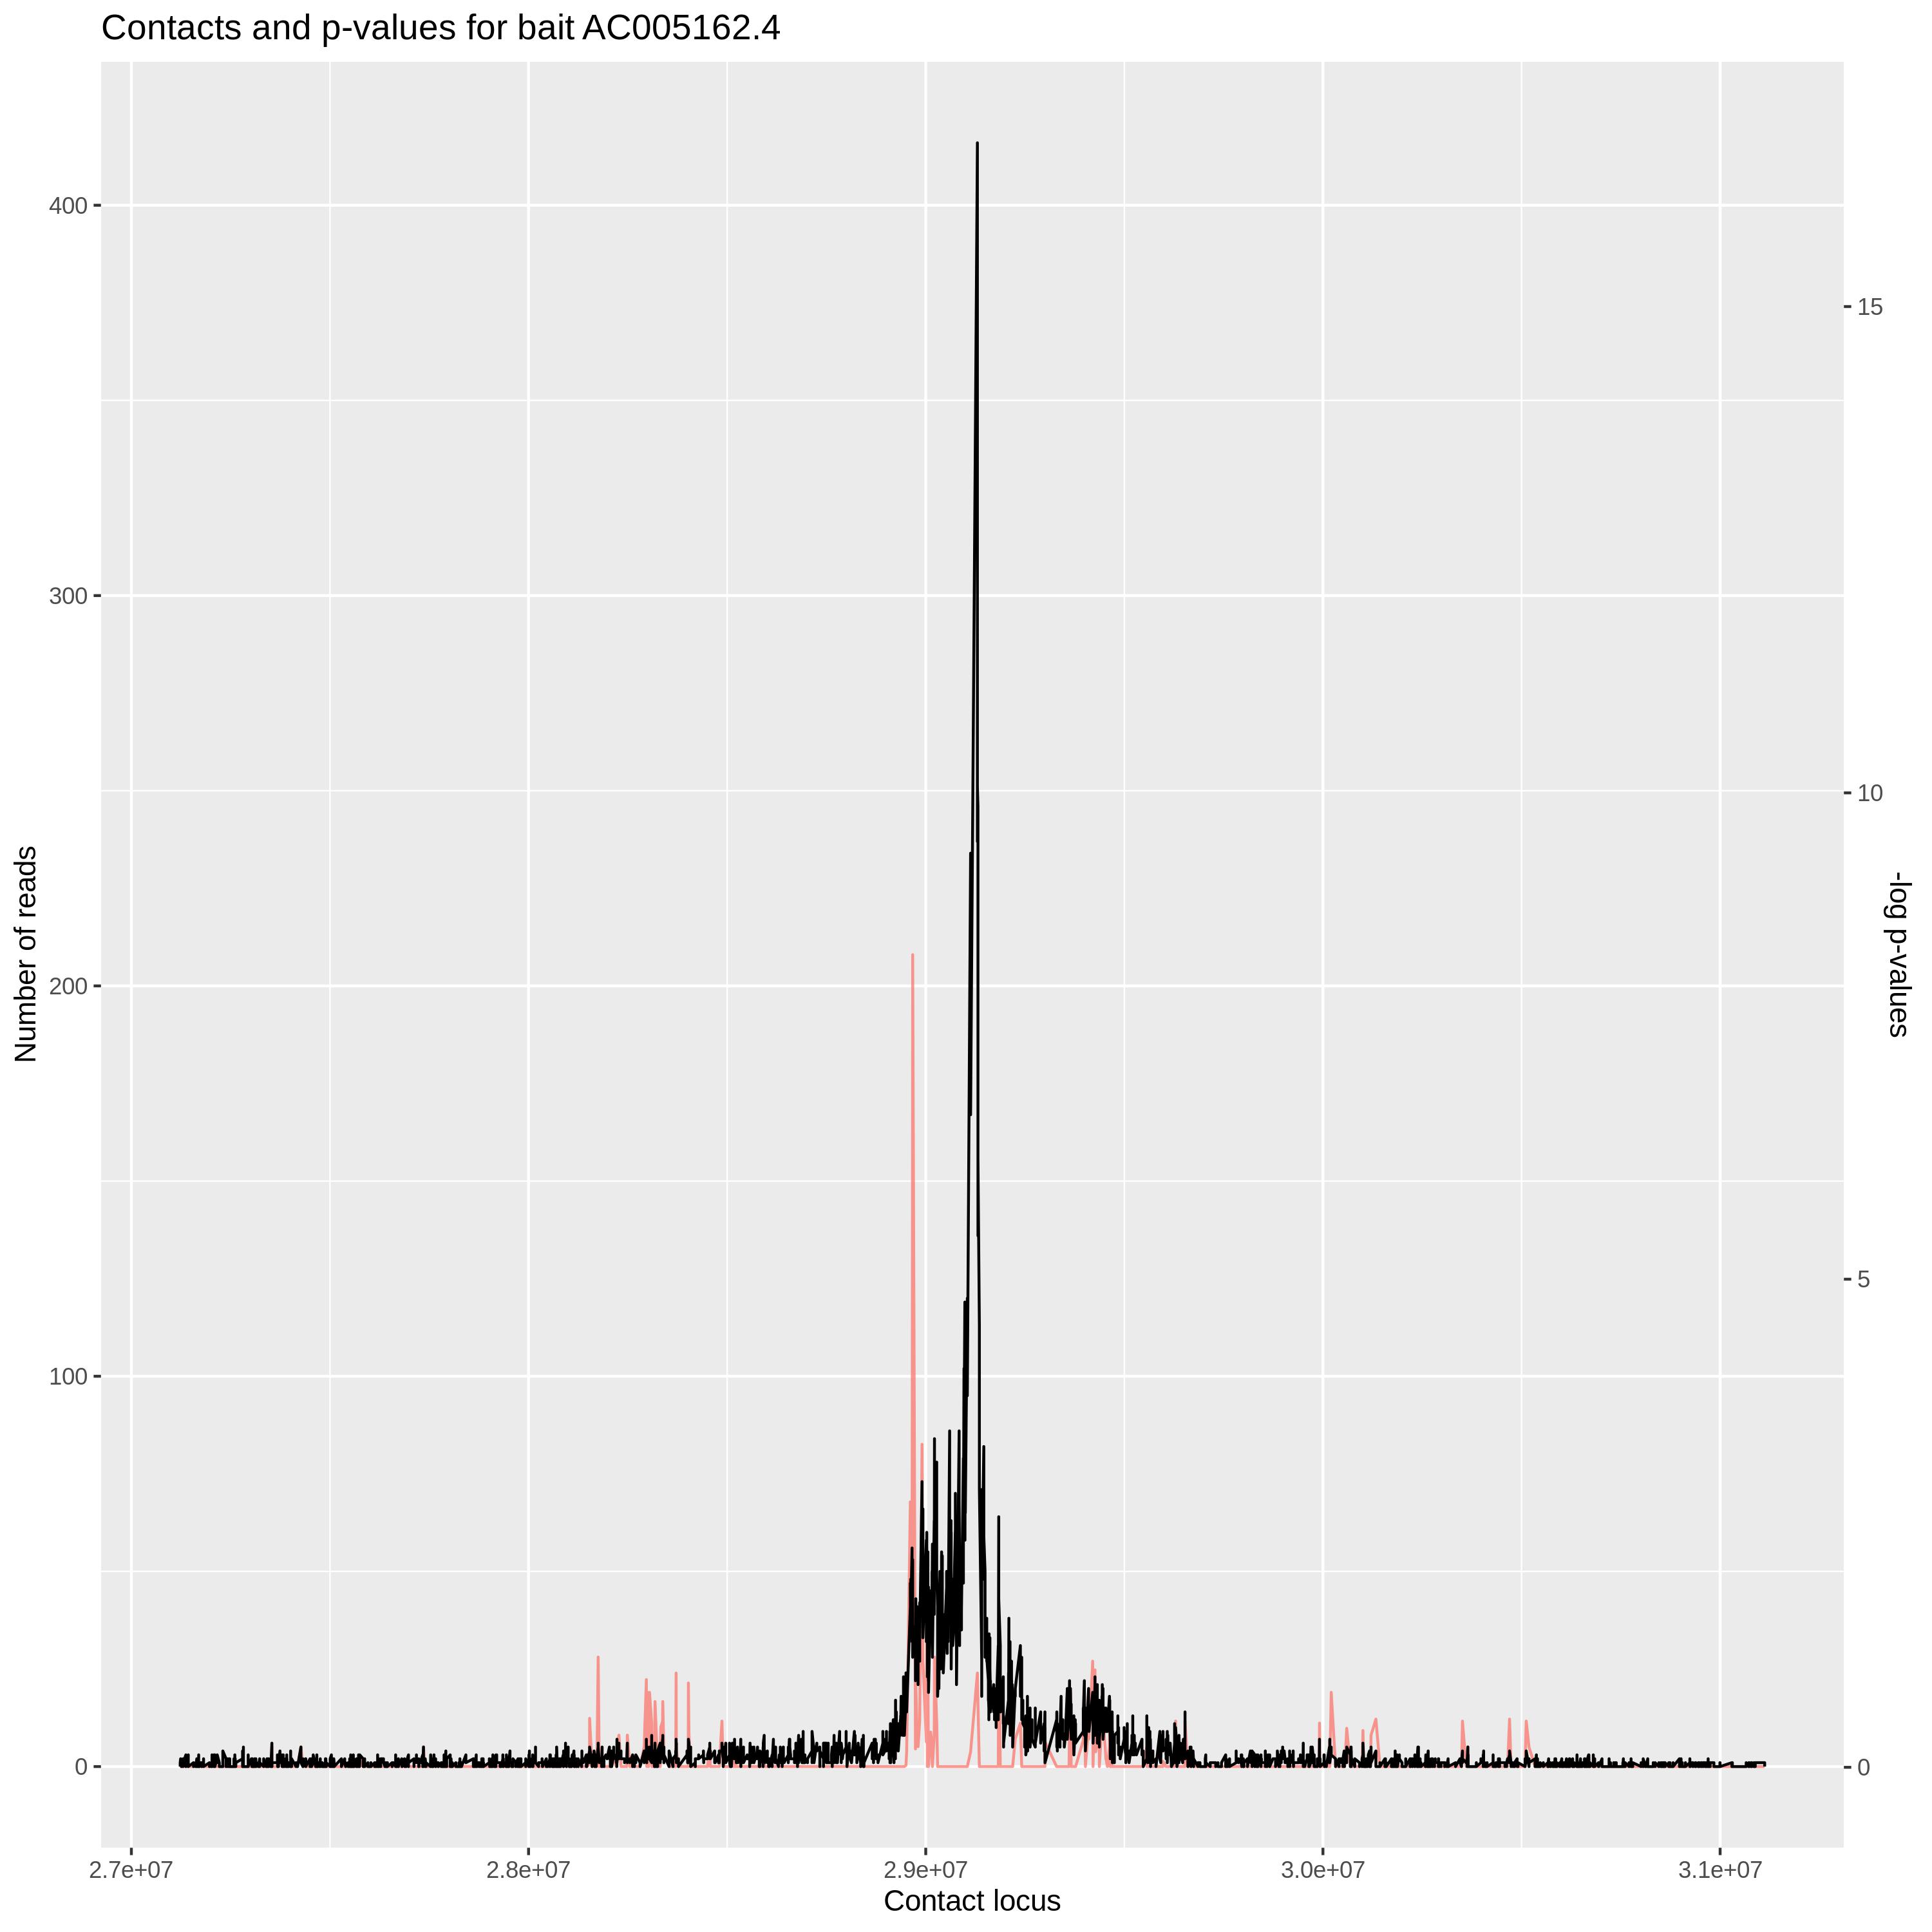 Contacts and p-values for bait AC005162.4
400
300
200
100
0
Number of reads
15
10
5
0
-log p-values
2.7e+07 2.8e+07 2.9e+07 3.0e+07 3.1e+07
Contact locus